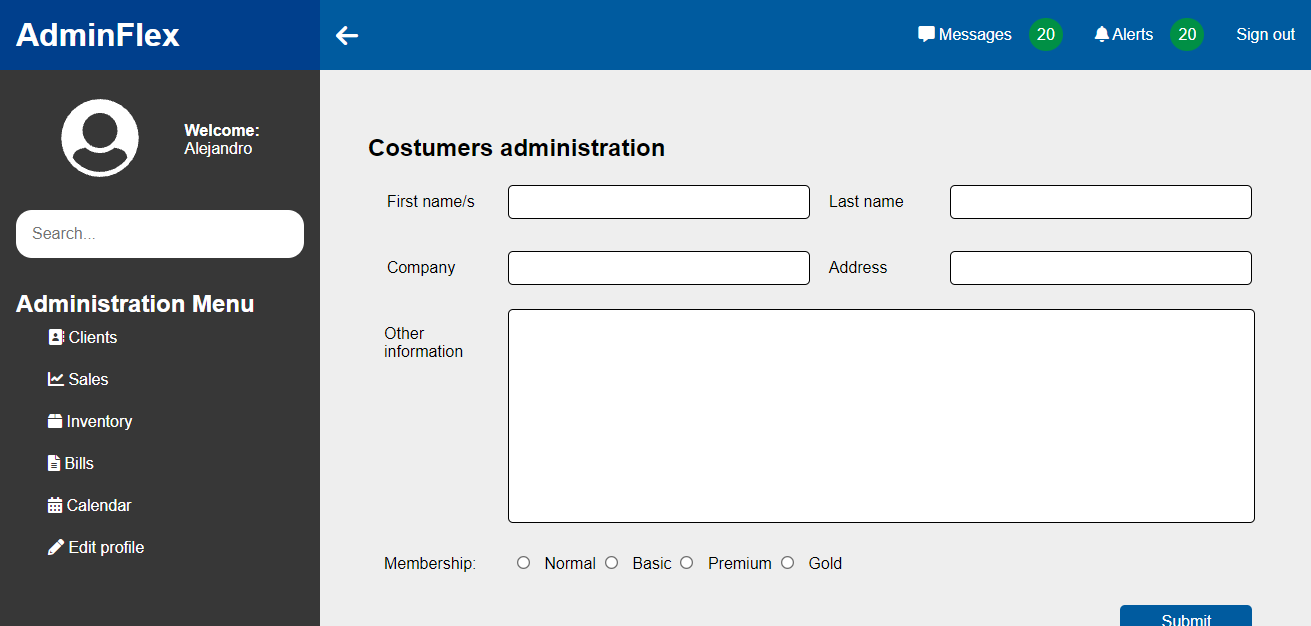 AdminFlex
Messages 20 Alerts 20 Sign out
Welcome:
Alejandro
Search...
Administration Menu
Clients
Sales
Inventory
Bills
Calendar
Edit profile
Costumers administration
First name/s Last name
Company Address
Other
information
Membership: Normal Basic Premium Gold
Submit